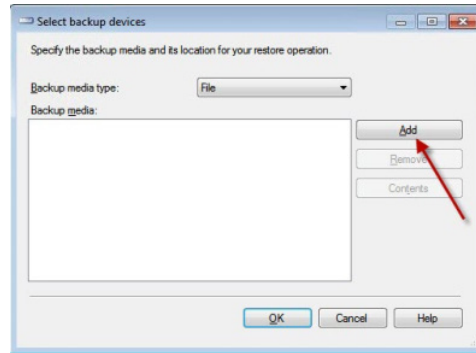 Select backup devices
Specify the backup media and its location for your restore operation.
Backup media type: File
Backup media:
Add
Remove
Contents
OK Cancel Help